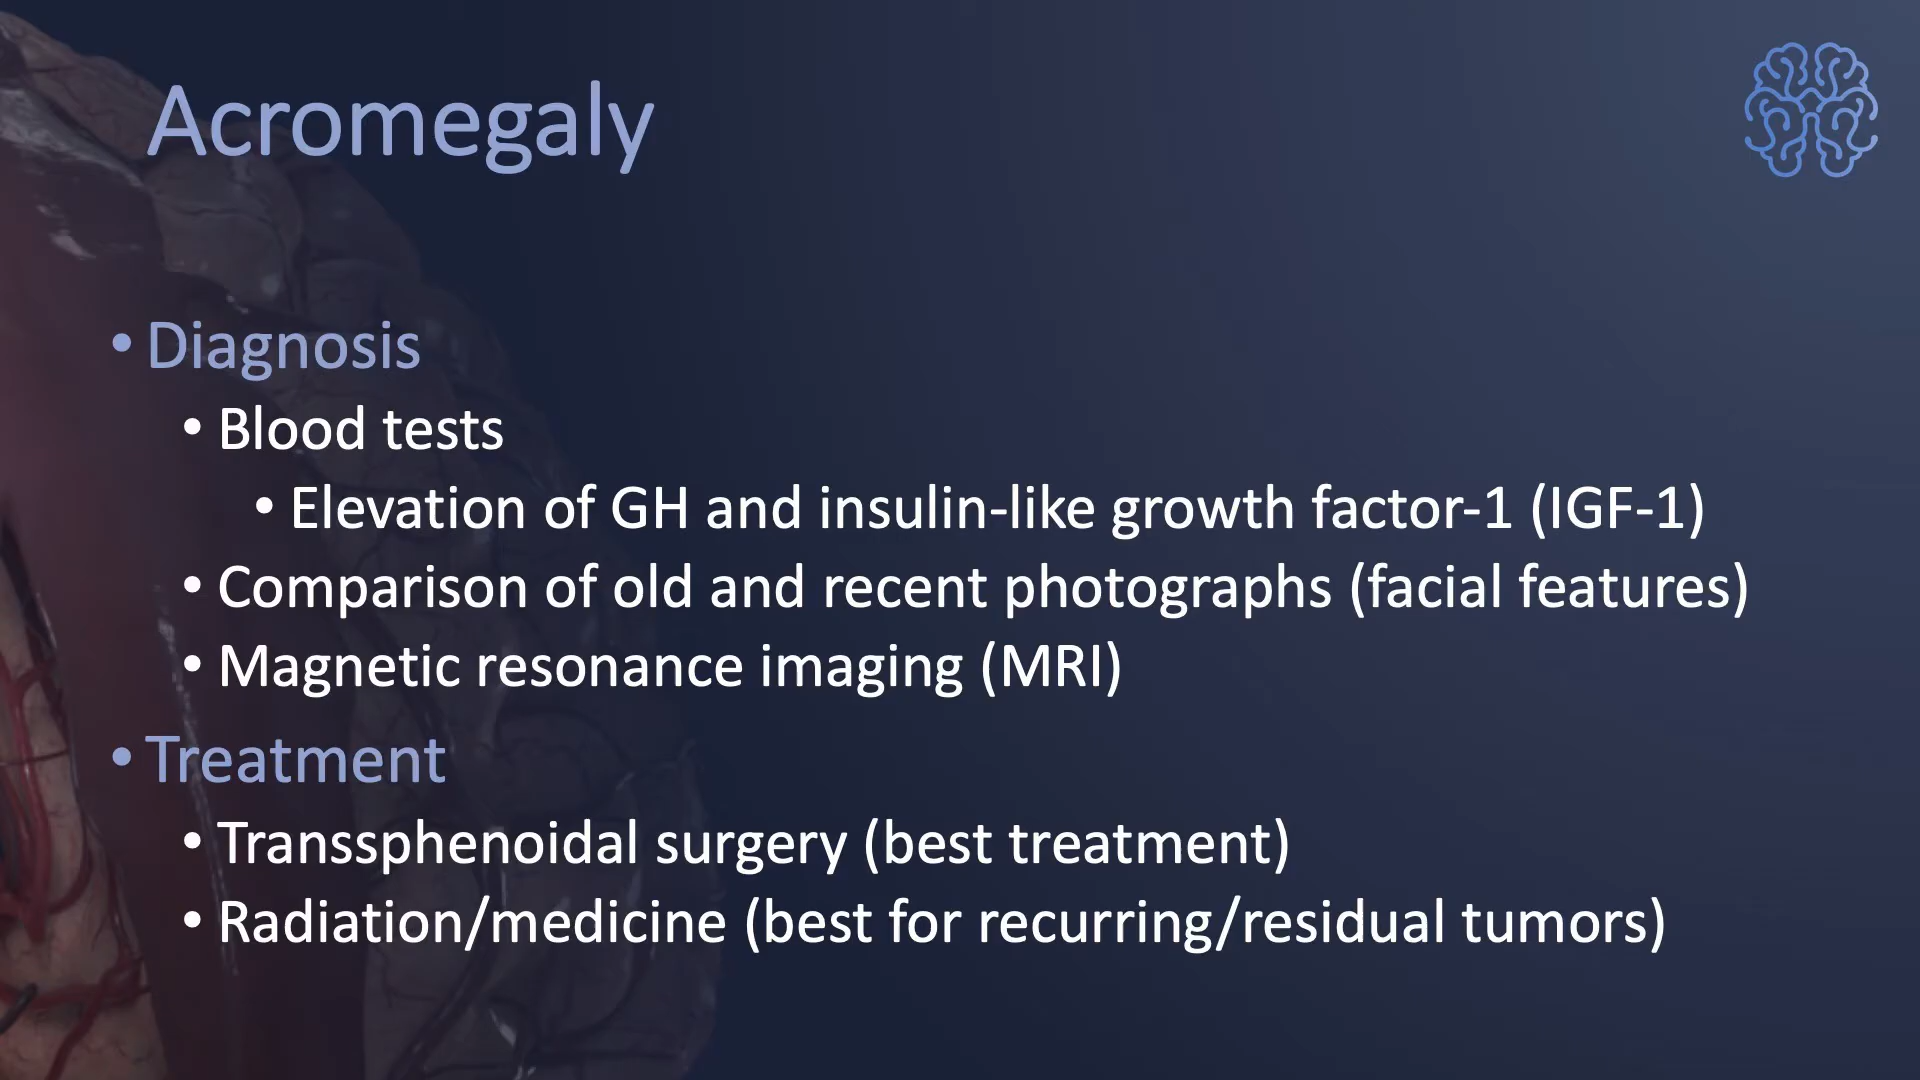 Acromegaly
• Diagnosis
• Blood tests
• Elevation of GH and insulin-like growth factor-1 (IGF-1)
• Comparison of old and recent photographs (facial features)
• Magnetic resonance imaging (MRI)
• Treatment
• Transsphenoidal surgery (best treatment)
• Radiation/medicine (best for recurring/residual tumors)